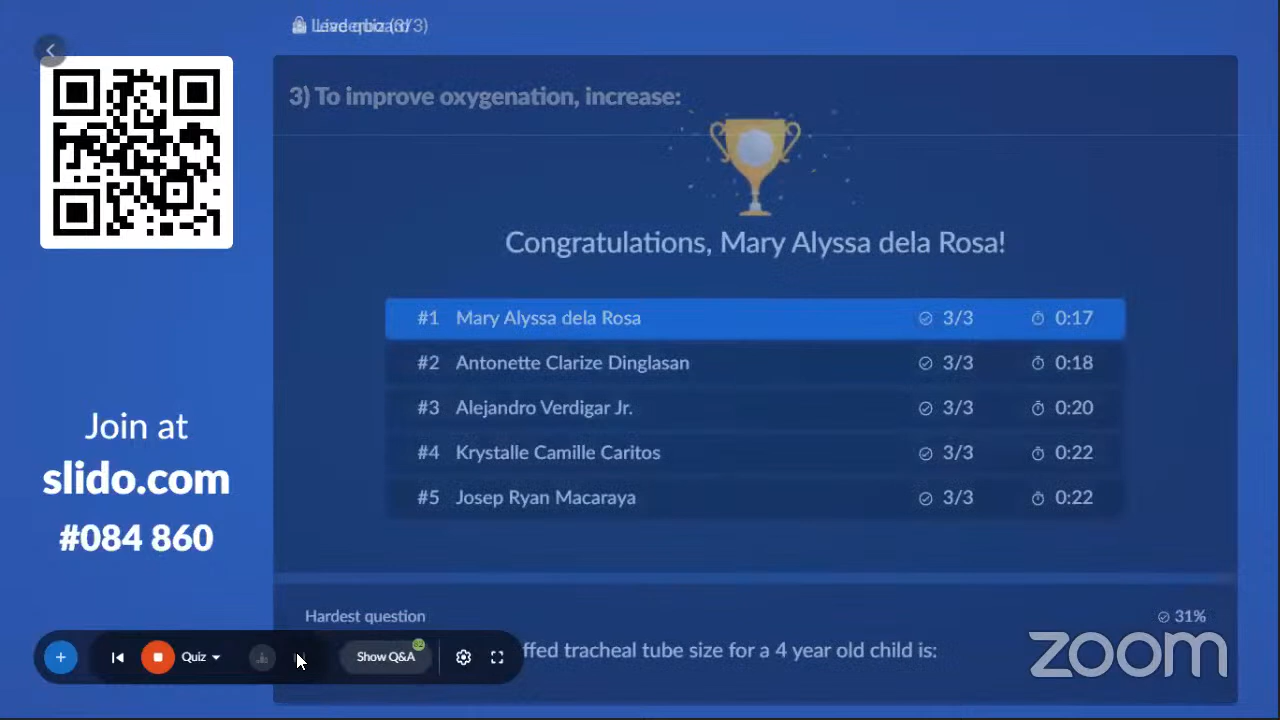 (3/3)
3) To improve oxygenation, increase:
Congratulations, Mary Alyssa dela Rosa!
#1 Mary Alyssa dela Rosa 3/3 0:17
#2 Antonette Clarize Dinglasan 3/3 0:18
#3 Alejandro Verdigar Jr. 3/3 0:20
#4 Krystalle Camille Caritos 3/3 0:22
#5 Josep Ryan Macaraya 3/3 0:22
Join at
slido.com
#084 860
Hardest question 31%
tracheal tube size for a 4 year old child is:
Quiz
Show Q&A
zoom